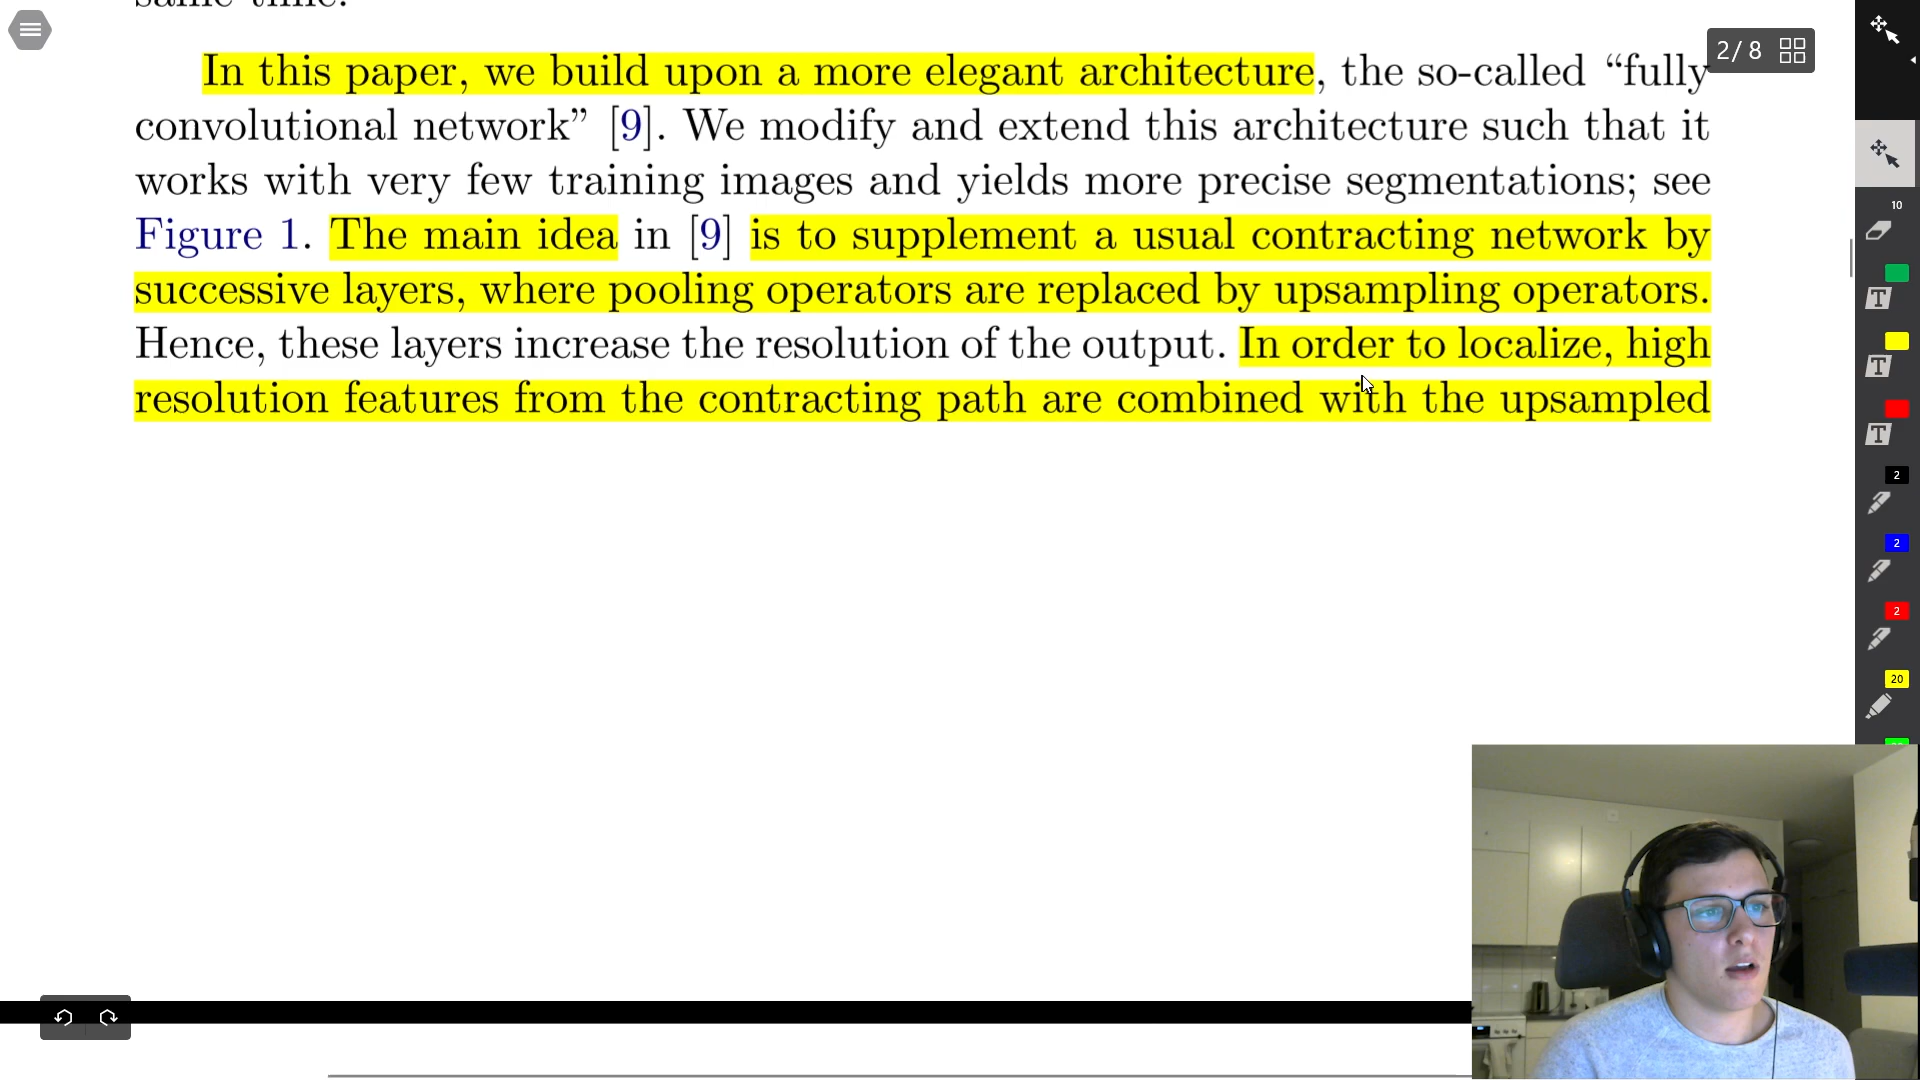 same time.
2/8
In this paper, we build upon a more elegant architecture, the so-called “fully
convolutional network” [9]. We modify and extend this architecture such that it
works with very few training images and yields more precise segmentations; see
Figure 1. The main idea in [9] is to supplement a usual contracting network by
successive layers, where pooling operators are replaced by upsampling operators.
Hence, these layers increase the resolution of the output. In order to localize, high
resolution features from the contracting path are combined with the upsampled
10
T
T
T
2
2
2
20